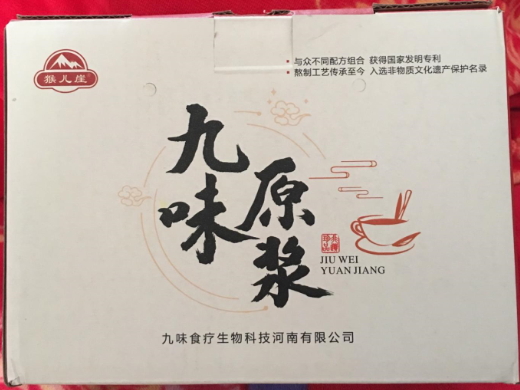 猴儿崖
· 与众不同配方组合 获得国家发明专利
· 熬制工艺传承至今 入选非物质文化遗产保护名录
九味
原浆
JIU WEI
YUAN JIANG
九味食疗生物科技河南有限公司